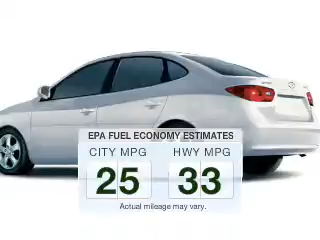 EPA FUEL ECONOMY ESTIMATES
CITY MPG HWY MPG
25 33
Actual mileage may vary.